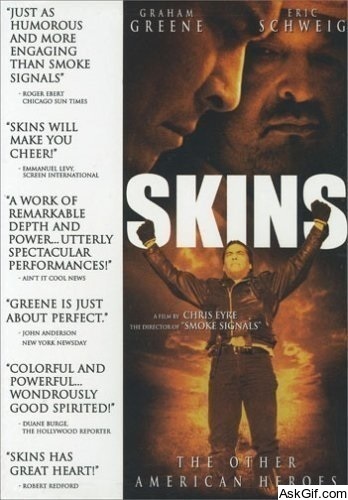 "JUST AS
HUMOROUS
AND MORE
ENGAGING
THAN SMOKE
SIGNALS"
- ROGER EBERT
CHICAGO SUN TIMES
"SKINS WILL
MAKE YOU
CHEER!"
- EMMANUEL LEVY,
SCREEN INTERNATIONAL
"A WORK OF
REMARKABLE
DEPTH AND
POWER... UTTERLY
SPECTACULAR
PERFORMANCES!"
- AIN'T IT COOL NEWS
"GREENE IS JUST
ABOUT PERFECT."
- JOHN ANDERSON
NEW YORK NEWSDAY
"COLORFUL AND
POWERFUL...
WONDROUSLY
GOOD SPIRITED!"
- DUANE BURGE,
THE HOLLYWOOD REPORTER
"SKINS HAS
GREAT HEART!"
- ROBERT REDFORD
GRAHAM
GREENE
ERIC
SCHWEIG
SKINS
A FILM BY CHRIS EYRE
THE DIRECTOR OF "SMOKE SIGNALS"
THE OTHER
AMERICAN HEROES
AskGif.com